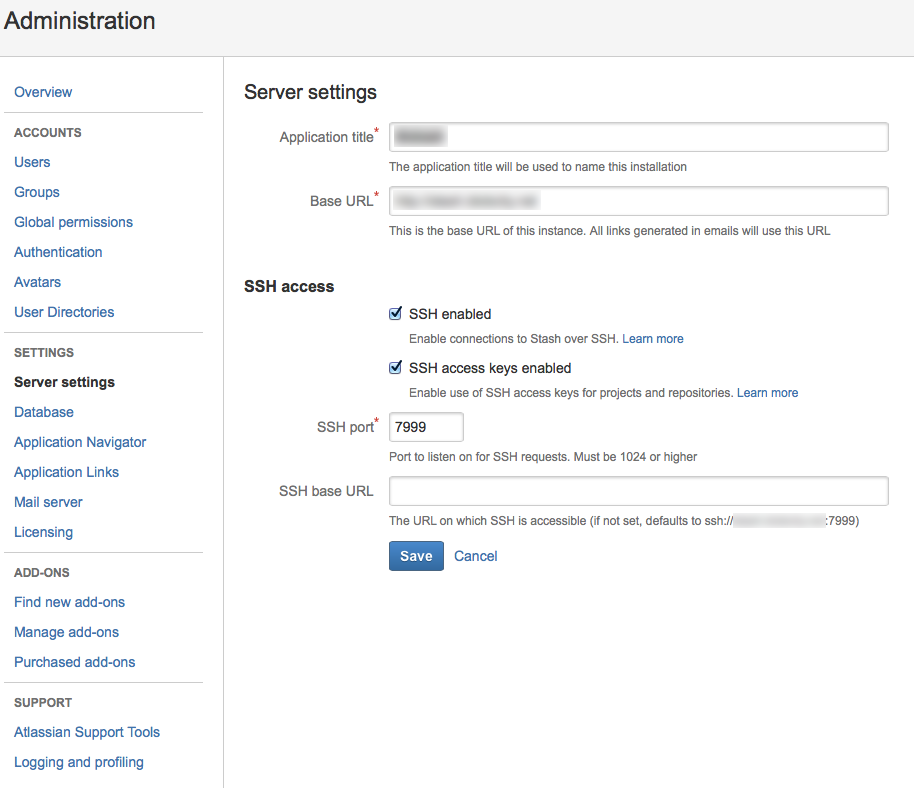 Administration
Overview
ACCOUNTS
Users
Groups
Global permissions
Authentication
Avatars
User Directories
SETTINGS
Server settings
Database
Application Navigator
Application Links
Mail server
Licensing
ADD-ONS
Find new add-ons
Manage add-ons
Purchased add-ons
SUPPORT
Atlassian Support Tools
Logging and profiling
Server settings
Application title*
The application title will be used to name this installation
Base URL*
This is the base URL of this instance. All links generated in emails will use this URL
SSH access
SSH enabled
Enable connections to Stash over SSH. Learn more
SSH access keys enabled
Enable use of SSH access keys for projects and repositories. Learn more
SSH port* 7999
Port to listen on for SSH requests. Must be 1024 or higher
SSH base URL
The URL on which SSH is accessible (if not set, defaults to ssh:// :7999)
Save Cancel